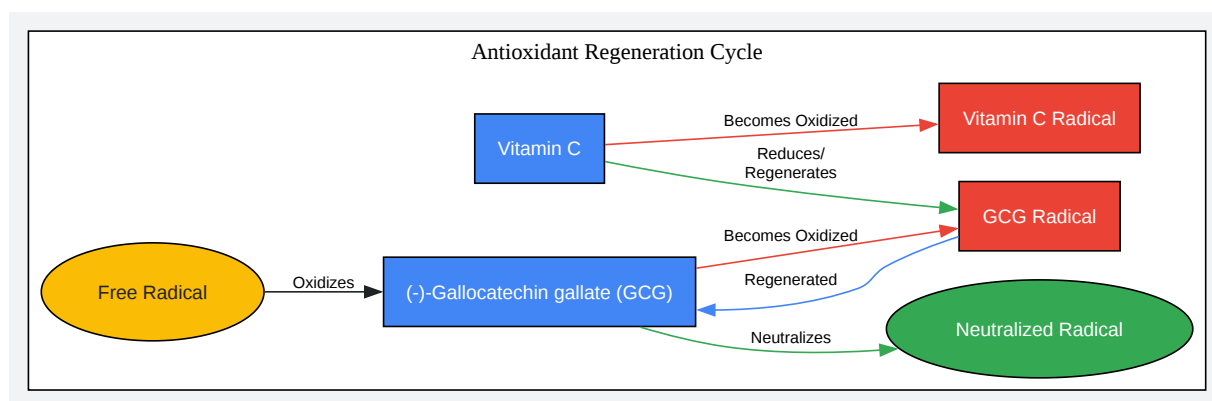 Antioxidant Regeneration Cycle
Vitamin C
Becomes Oxidized
Vitamin C Radical
Reduces/
Regenerates
GCG Radical
Becomes Oxidized
Free Radical
Oxidizes
(-)-Gallocatechin gallate (GCG)
Regenerated
Neutralizes
Neutralized Radical